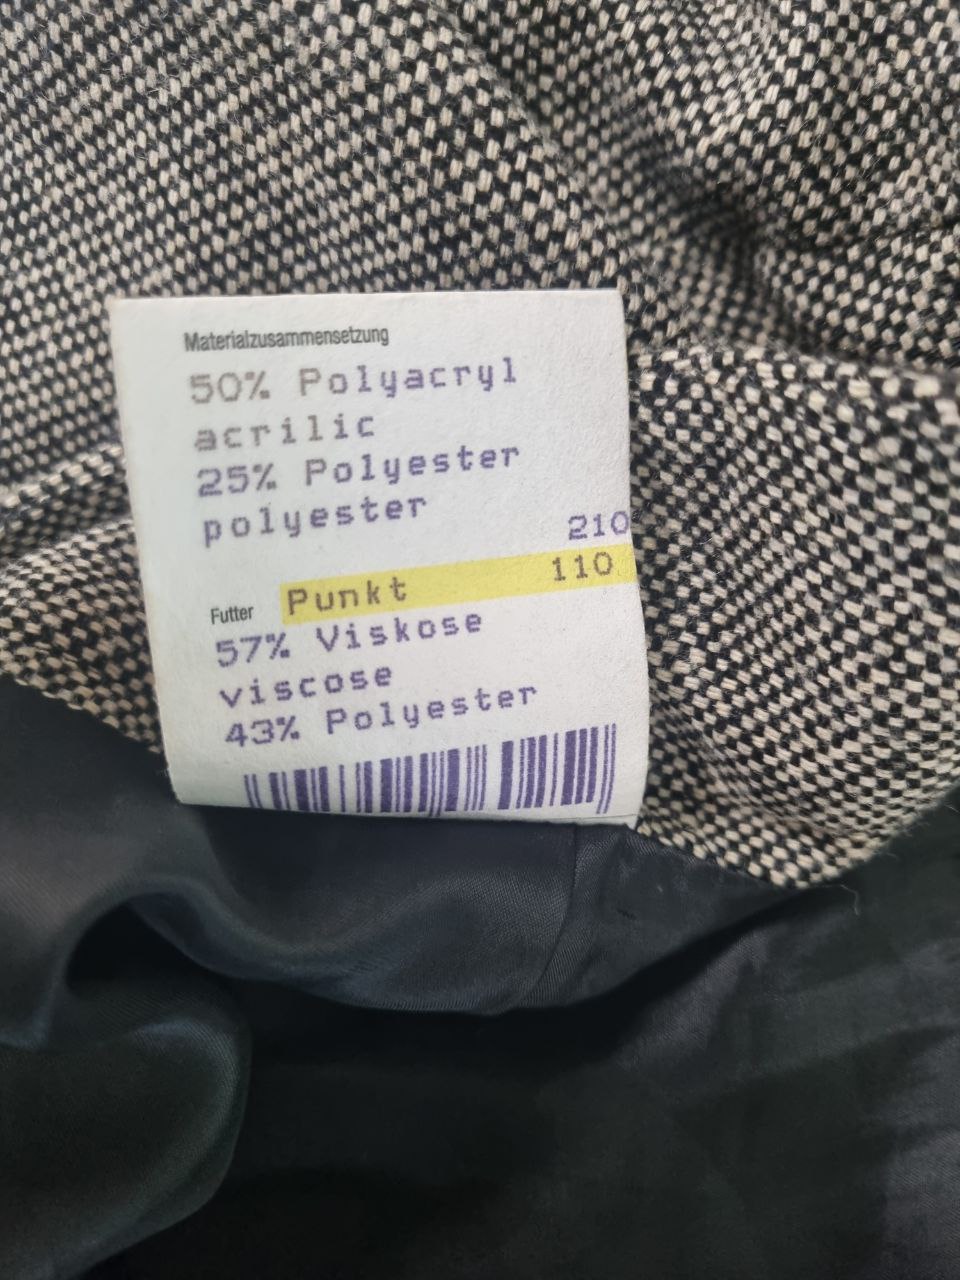 Materialzusammensetzung
50% Polyacryl
acrilic
25% Polyester
polyester
210
Punkt 110
Futter
57% Viskose
viscose
43% Polyester